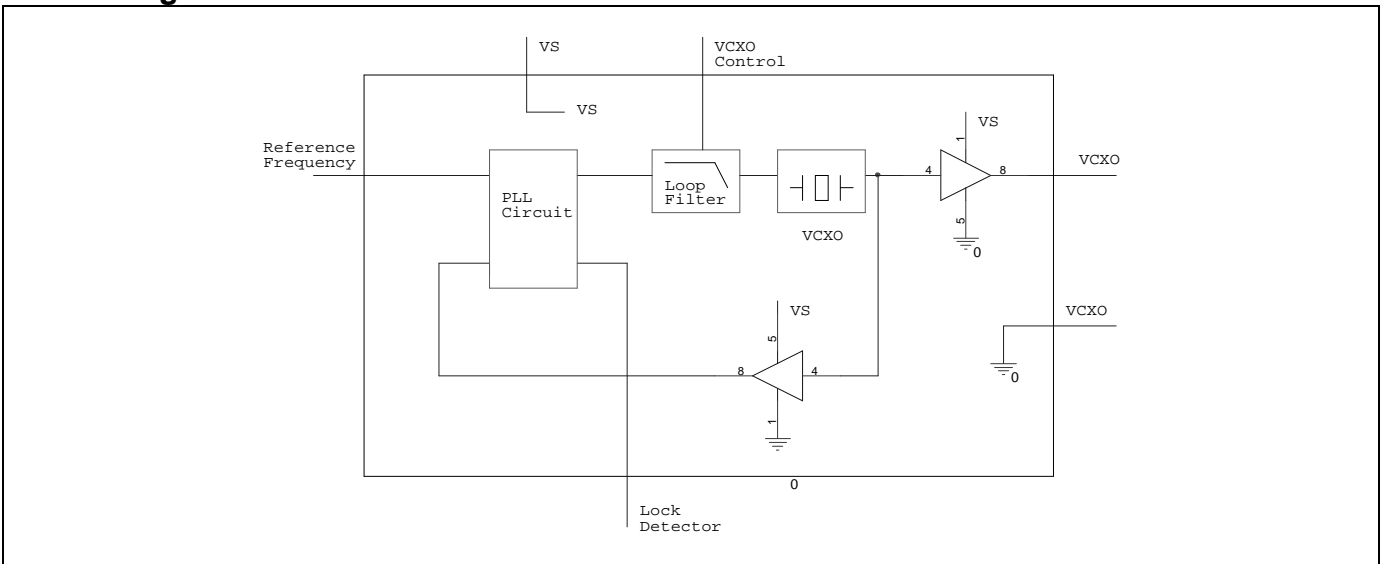 VS
VCXO
Control
VS
Reference
Frequency
PLL
Circuit
Loop
Filter
VCXO
1
VS
4
8
5
0
VCXO
VS
5
8
4
1
VCXO
0
0
Lock
Detector